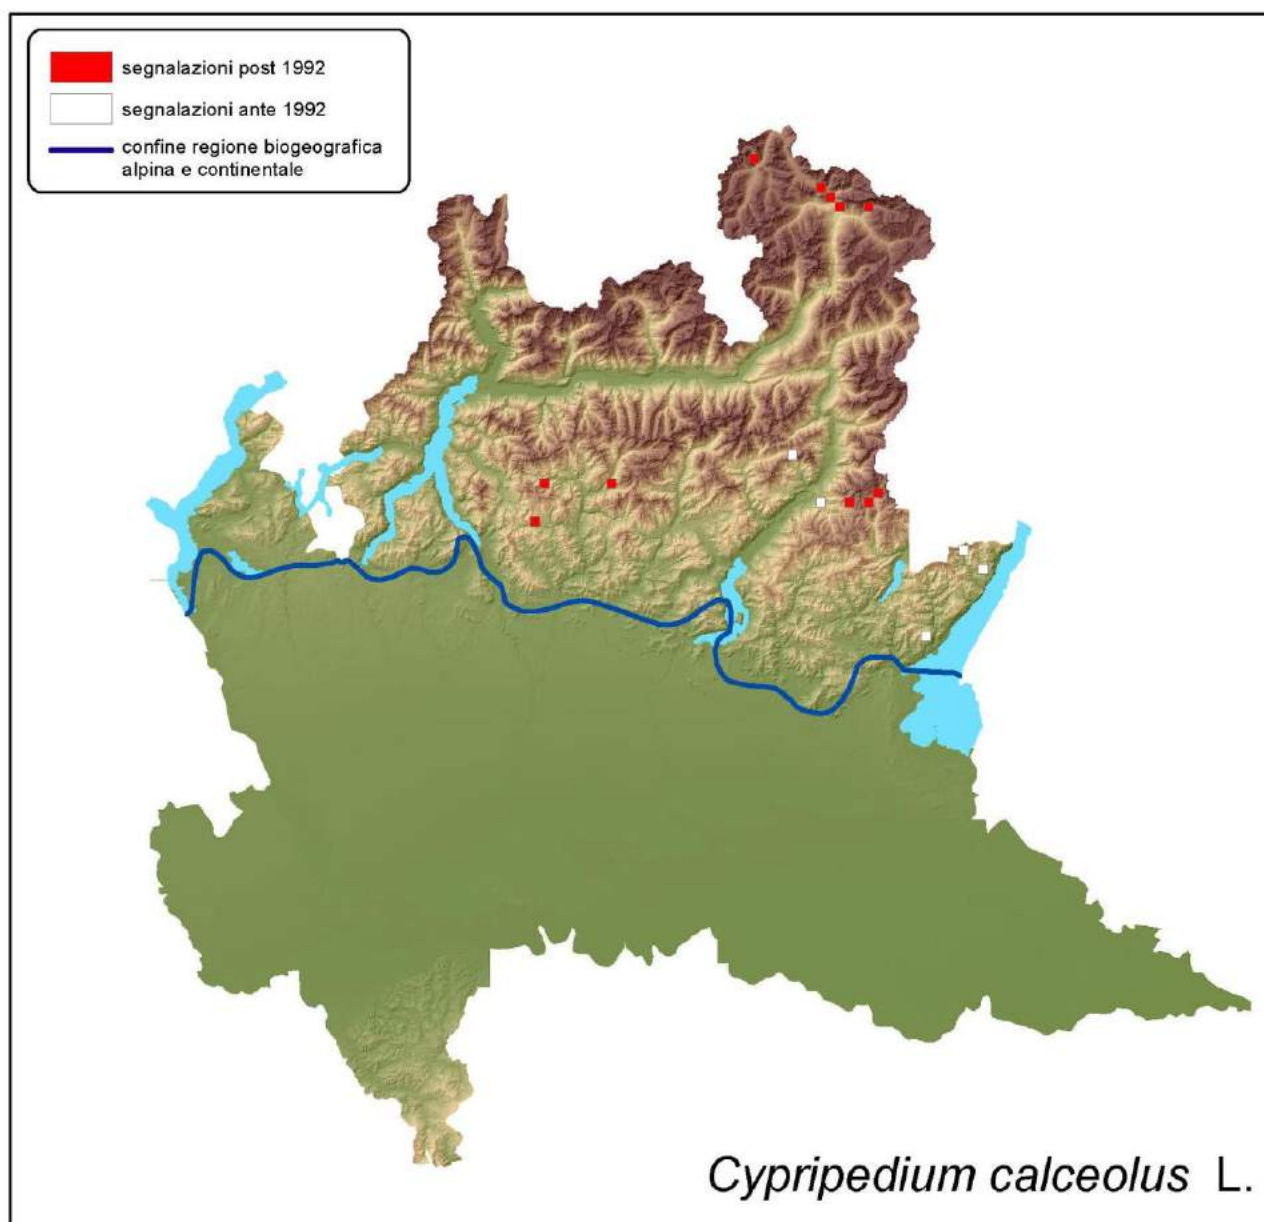 segnalazioni post 1992
segnalazioni ante 1992
confine regione biogeografica
alpina e continentale
Cypripedium calceolus L.